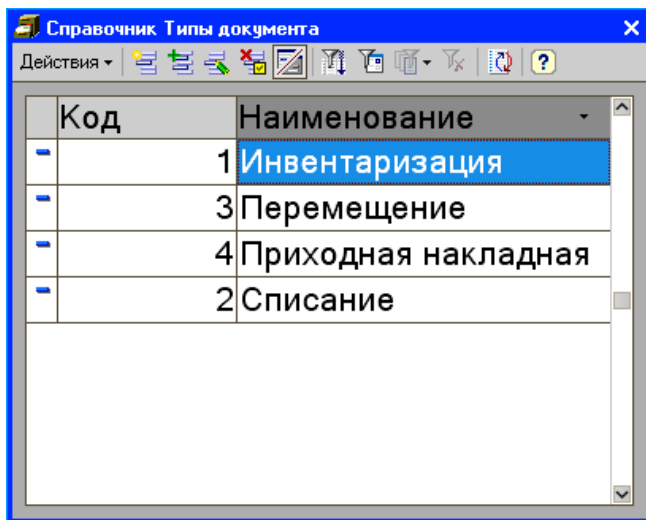 Справочник Типы документа
Действия
Код Наименование
1 Инвентаризация
3 Перемещение
4 Приходная накладная
2 Списание